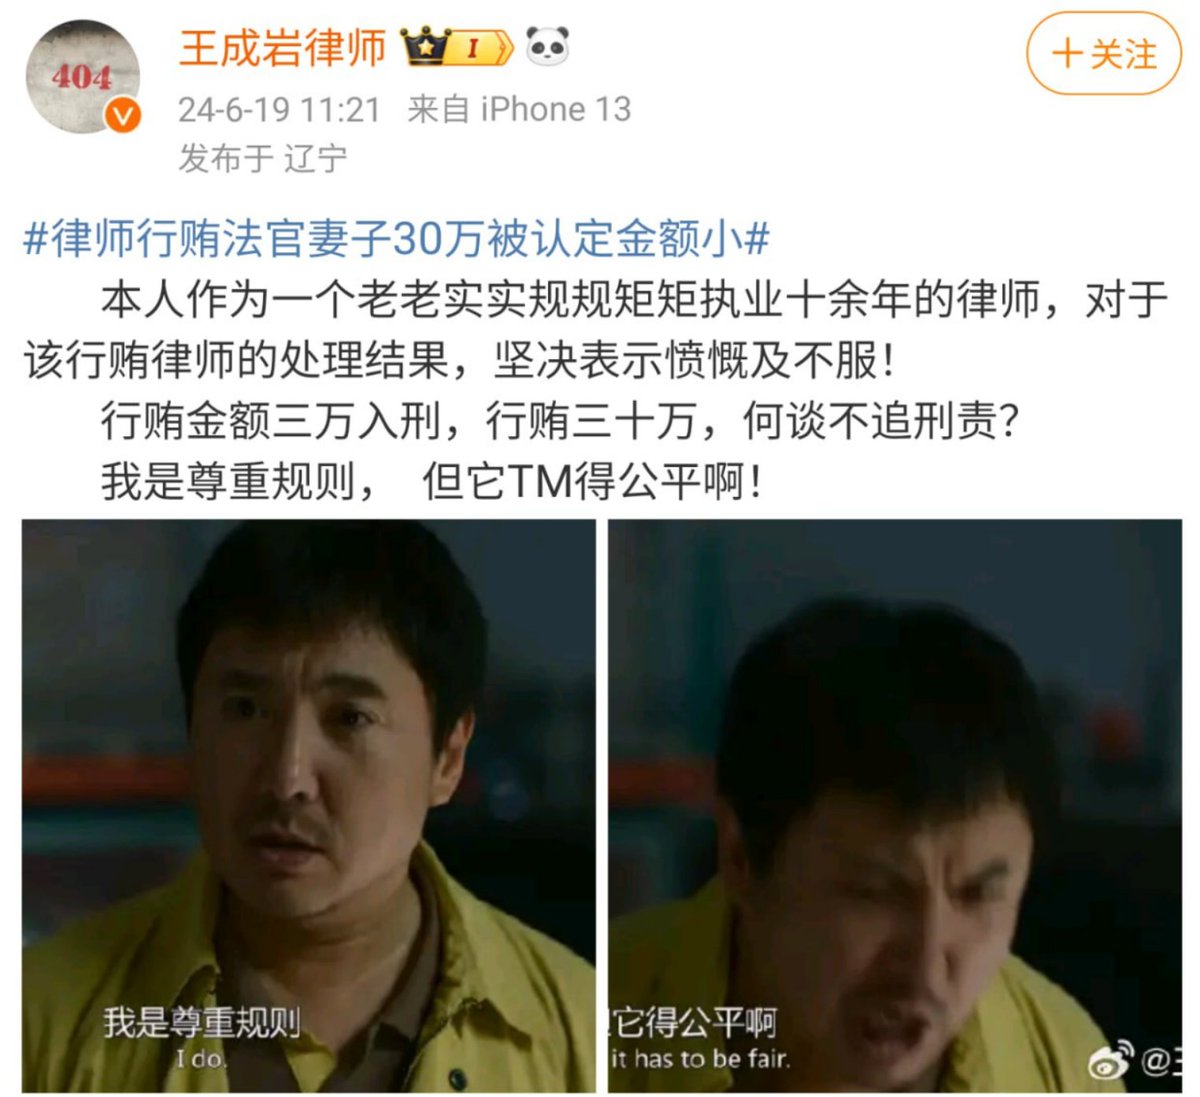 404
王成岩律师
I
+关注
24-6-19 11:21 来自 iPhone 13
发布于 辽宁
#律师行贿法官妻子30万被认定金额小#
本人作为一个老老实实规规矩矩执业十余年的律师，对于
该行贿律师的处理结果，坚决表示愤慨及不服！
行贿金额三万入刑，行贿三十万，何谈不追刑责？
我是尊重规则， 但它TM得公平啊！
我是尊重规则
I do.
它得公平啊
it has to be fair.
@王